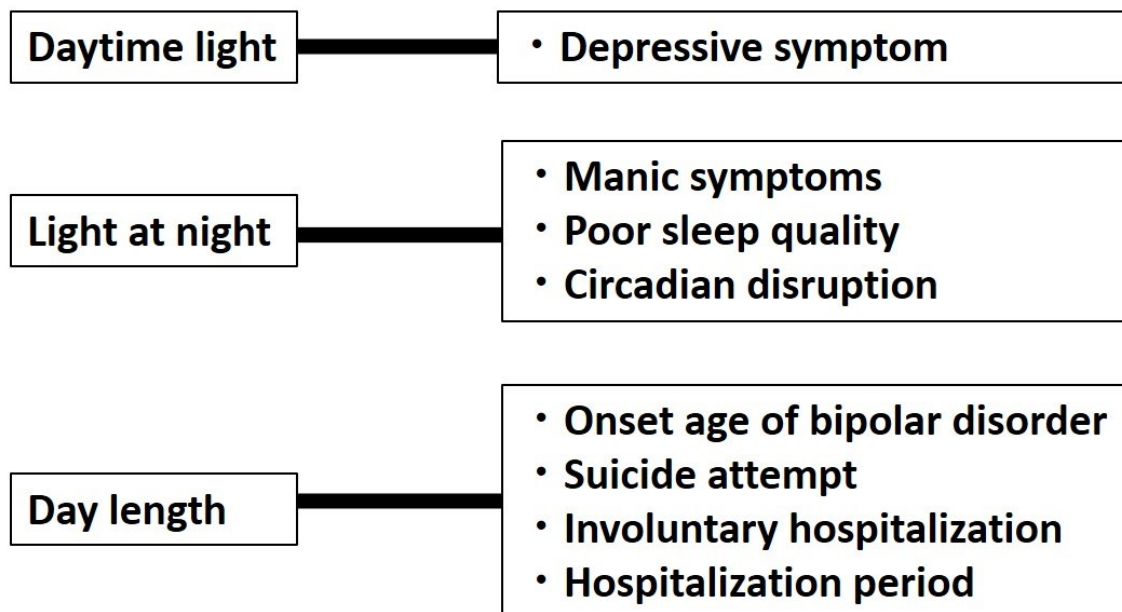 Daytime light
・Depressive symptom
Light at night
・Manic symptoms
・Poor sleep quality
・Circadian disruption
Day length
・Onset age of bipolar disorder
・Suicide attempt
・Involuntary hospitalization
・Hospitalization period